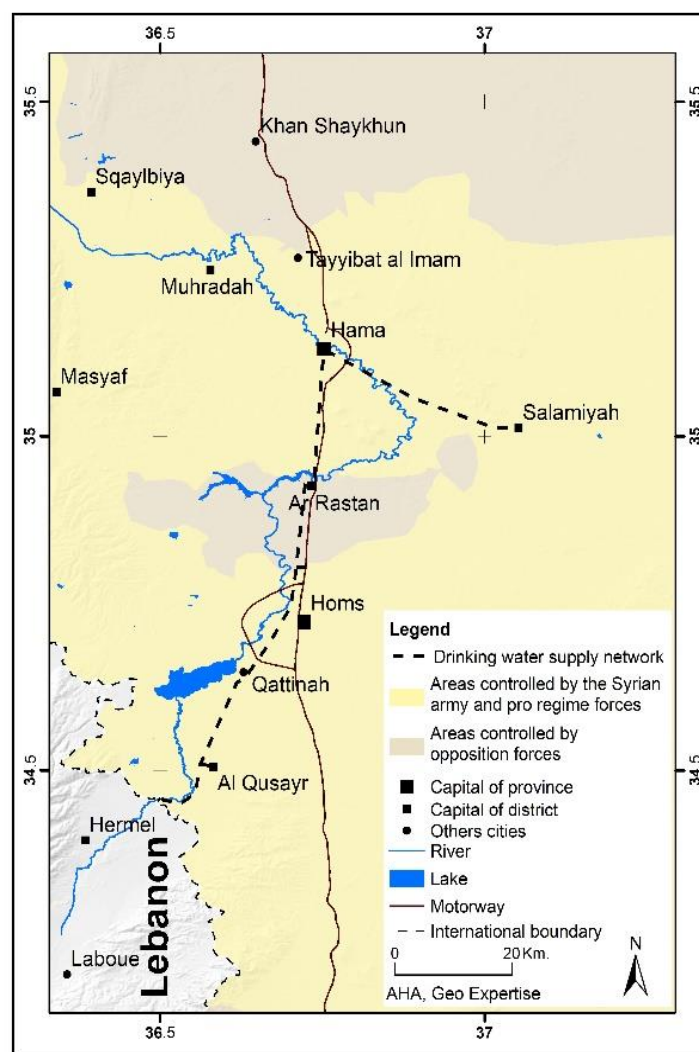 36.5
37
35.5
35.5
Khan Shaykhun
Sqaylbiya
Tayyibat al Imam
Muhradah
Hama
Masyaf
Salamiyah
35
35
Ar Rastan
Homs
Qattinah
34.5
34.5
Al Qusayr
Hermel
Lebanon
Laboue
Legend
Drinking water supply network
Areas controlled by the Syrian
army and pro regime forces
Areas controlled by
opposition forces
Capital of province
Capital of district
Others cities
River
Lake
Motorway
International boundary
0
20 Km.
N
AHA, Geo Expertise
36.5
37